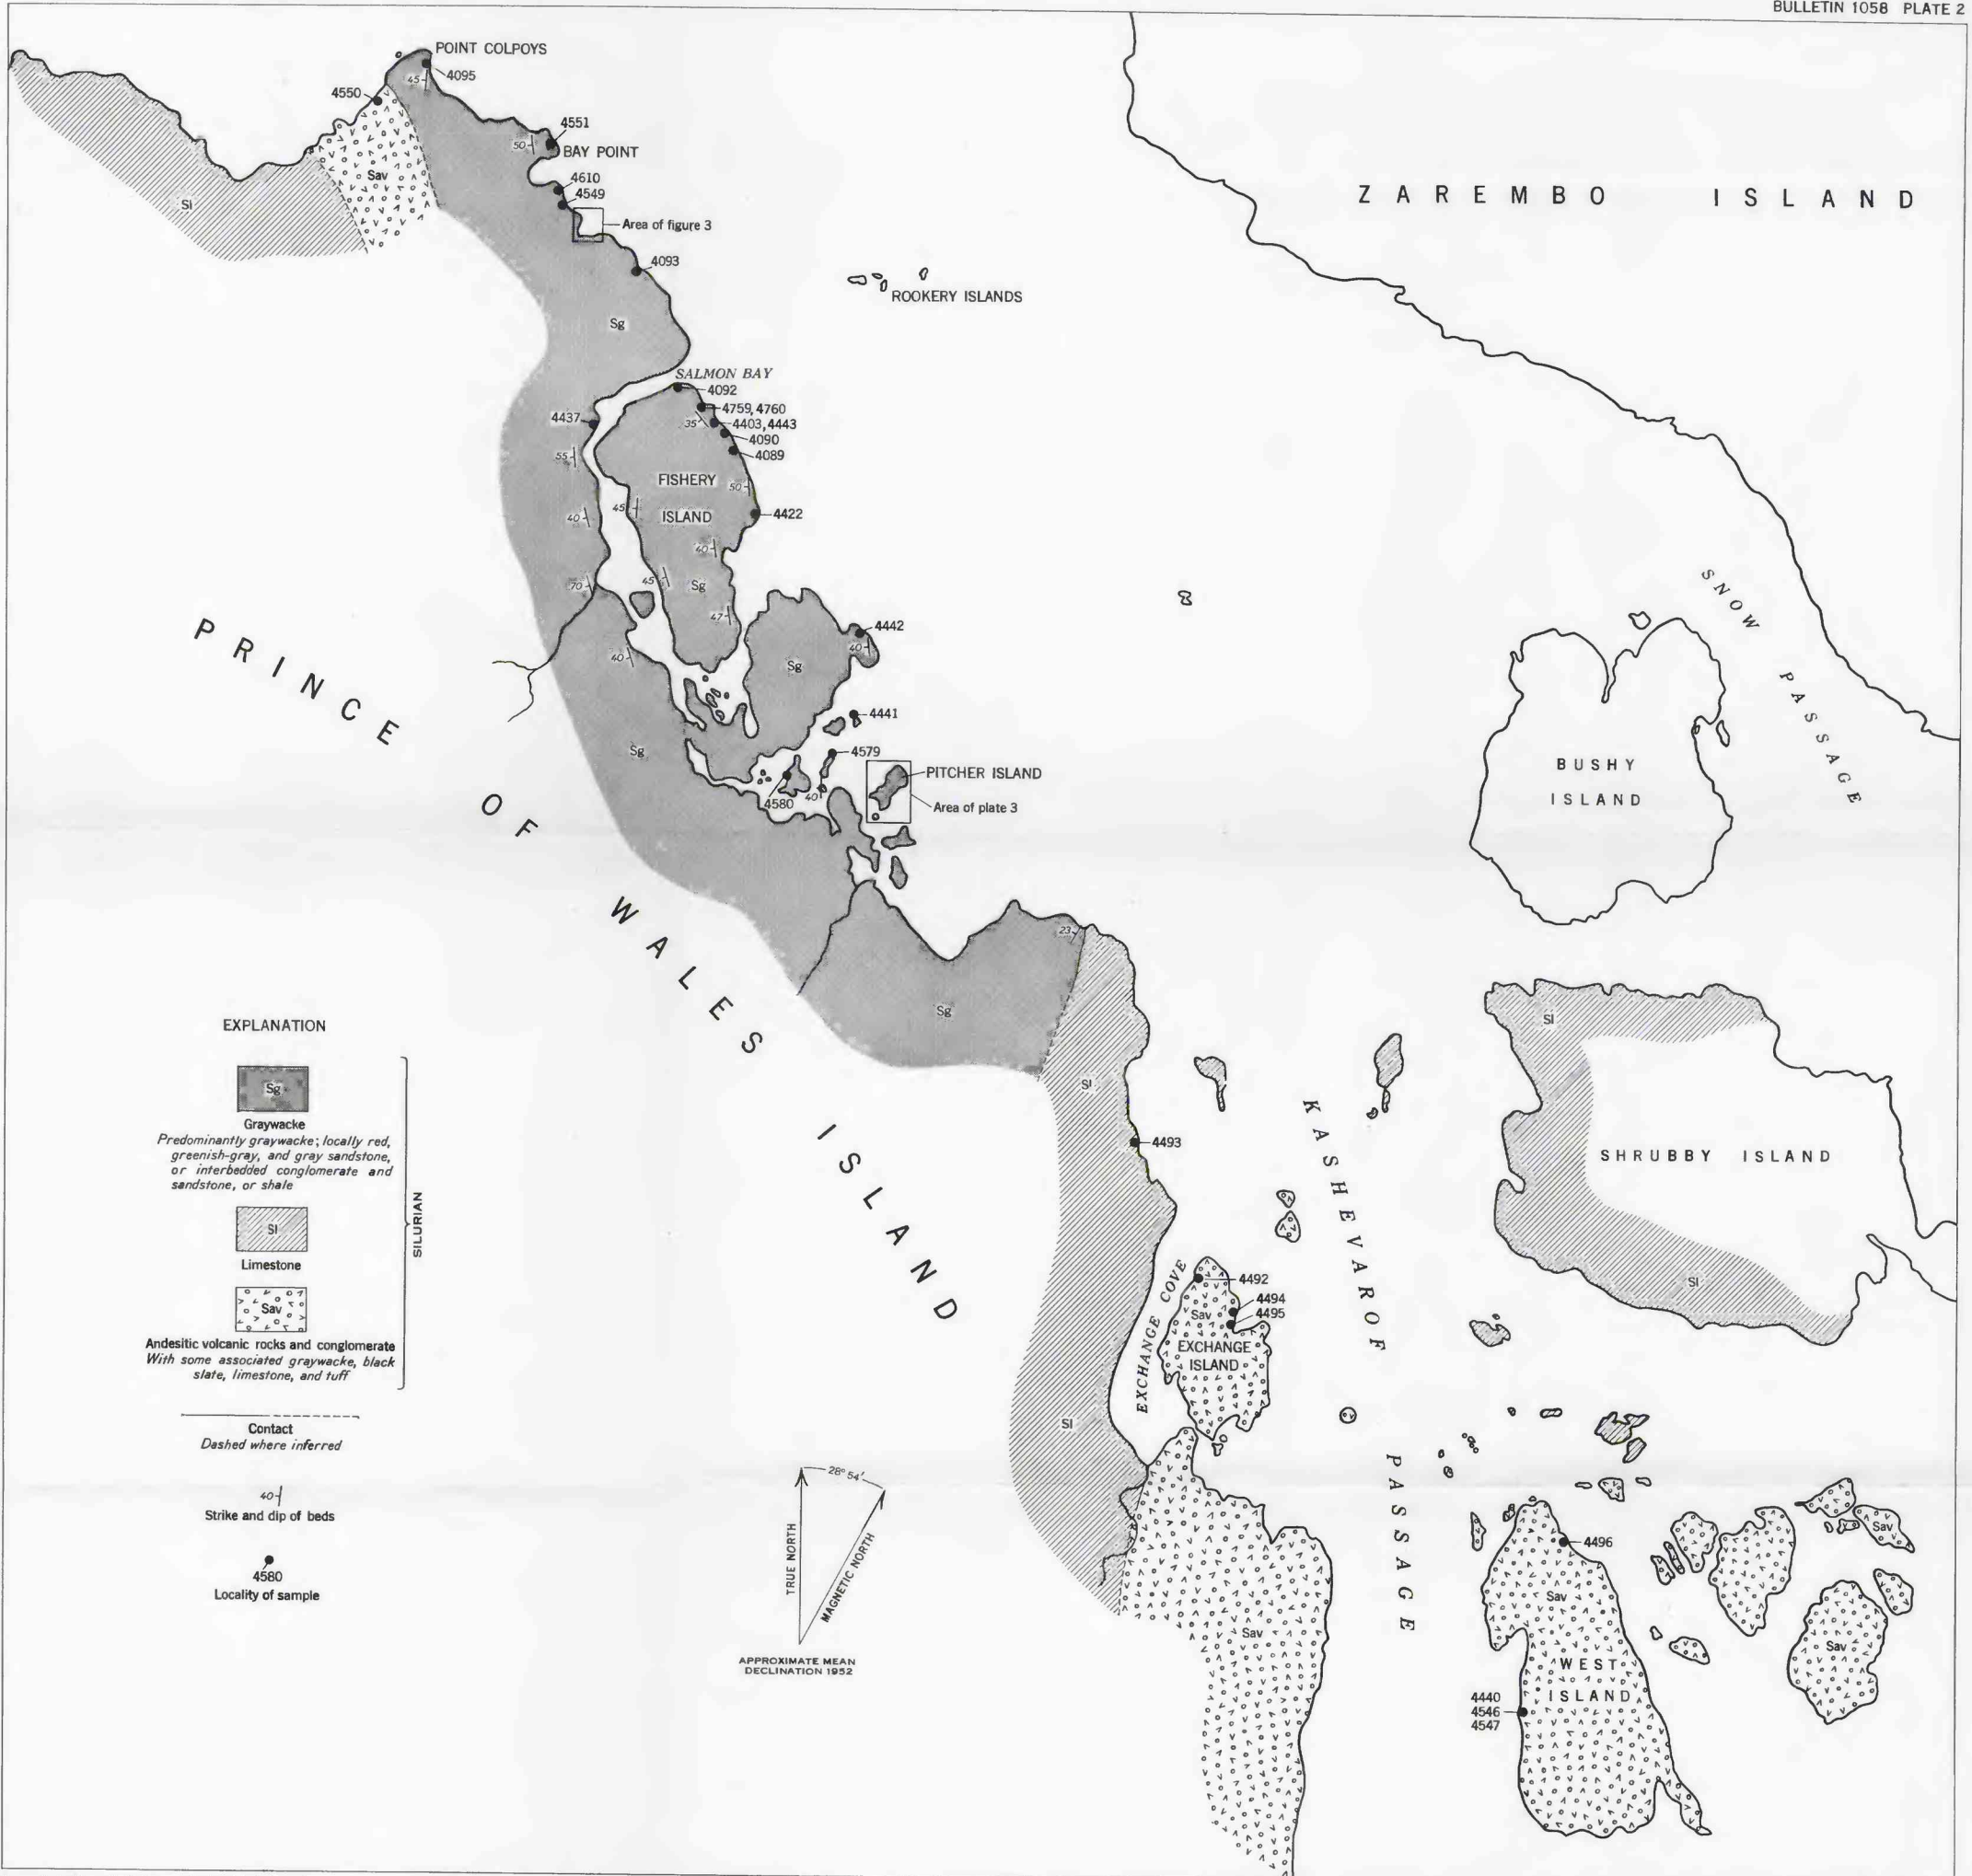 BULLETIN 1058 PLATE 2
POINT COLPOYS
45
4095
4550
4551
50
BAY POINT
4610
4549
Sav
Sl
Area of figure 3
ZAREMBO ISLAND
4093
ROOKERY ISLANDS
Sg
SALMON BAY
4092
4759, 4760
4437
35
4403, 4443
4090
4089
55
FISHERY
50
45
ISLAND
4422
40
40
70
45
Sg
47
SNOW PASSAGE
4442
40
40
Sg
4441
Sg
4579
PITCHER ISLAND
4580
40
Area of plate 3
BUSHY
ISLAND
PRINCE OF WALES ISLAND
23
Sg
Sl
Sl
4493
KASHEVAROF PASSAGE
SHRUBBY ISLAND
Sl
EXCHANGE COVE
4492
4494
Sav
4495
EXCHANGE
ISLAND
Sl
4496
Sav
Sav
Sav
Sav
WEST
ISLAND
4440
4546
4547
EXPLANATION
Sg
Graywacke
Predominantly graywacke; locally red,
greenish-gray, and gray sandstone,
or interbedded conglomerate and
sandstone, or shale
Sl
Limestone
Sav
Andesitic volcanic rocks and conglomerate
With some associated graywacke, black
slate, limestone, and tuff
SILURIAN
Contact
Dashed where inferred
40
Strike and dip of beds
4580
Locality of sample
28° 54'
TRUE NORTH
MAGNETIC NORTH
APPROXIMATE MEAN
DECLINATION 1952